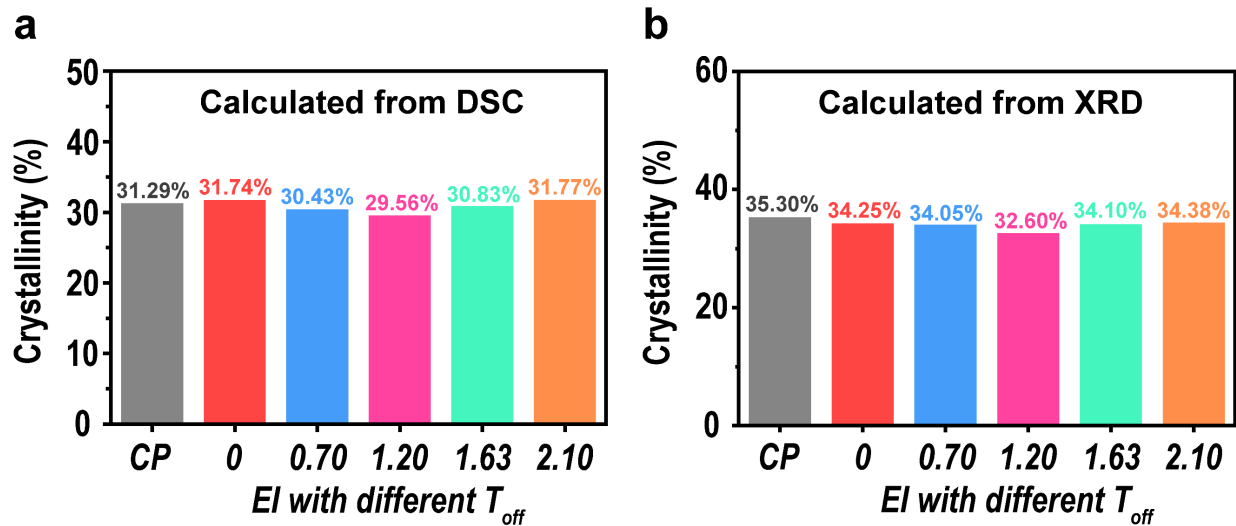 a
Calculated from DSC
Crystallinity (%)
50
40
30
20
10
0
31.29%
31.74%
30.43%
29.56%
30.83%
31.77%
CP 0 0.70 1.20 1.63 2.10
EI with different Toff
b
Calculated from XRD
Crystallinity (%)
60
40
20
0
35.30%
34.25%
34.05%
32.60%
34.10%
34.38%
CP 0 0.70 1.20 1.63 2.10
EI with different Toff